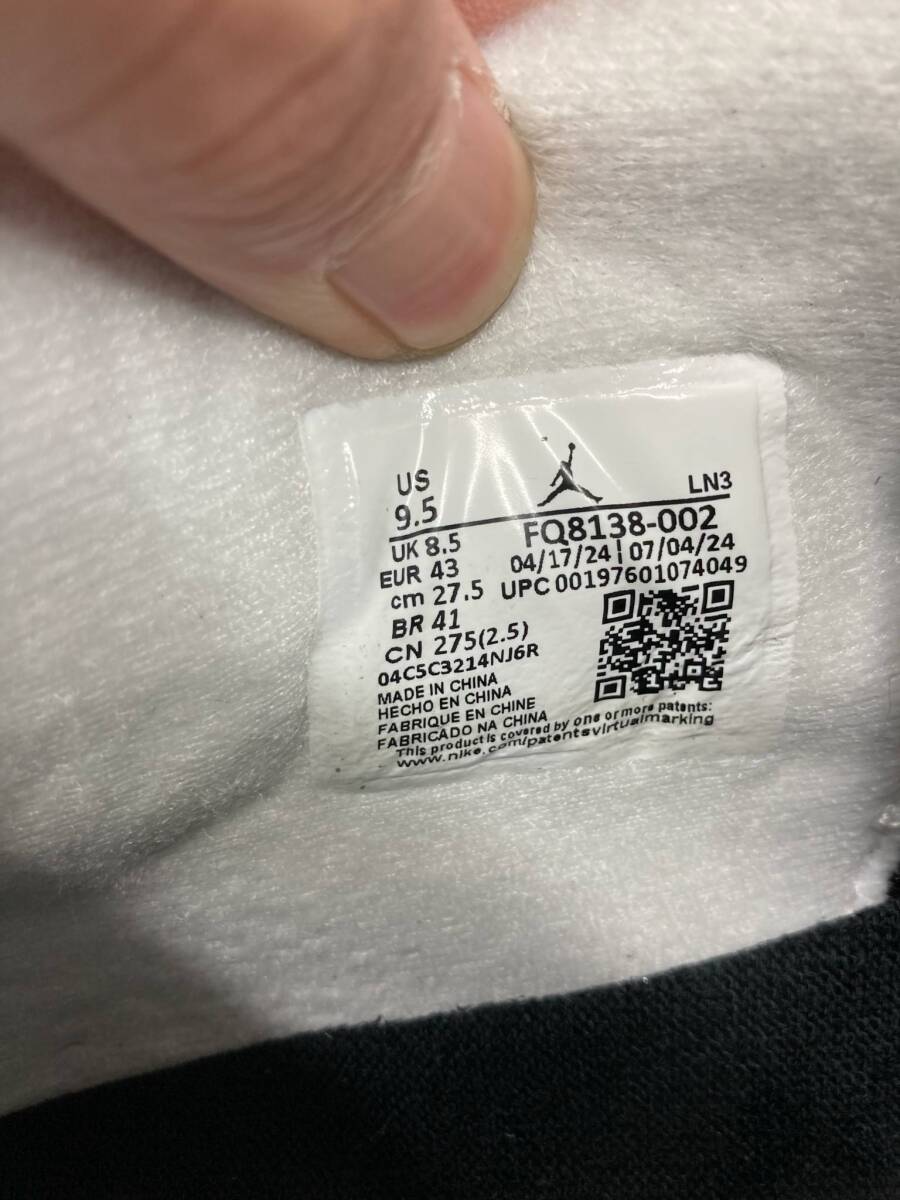 US
9.5
LN3
UK 8.5
FQ8138-002
EUR 43
04/17/24 | 07/04/24
cm 27.5
UPC 00197601074049
BR 41
CN 275(2.5)
04C5C3214NJ6R
MADE IN CHINA
HECHO EN CHINA
FABRIQUE EN CHINE
FABRICADO NA CHINA
This product is covered by one or more patents:
www.nike.com/patentsvirtualmarking